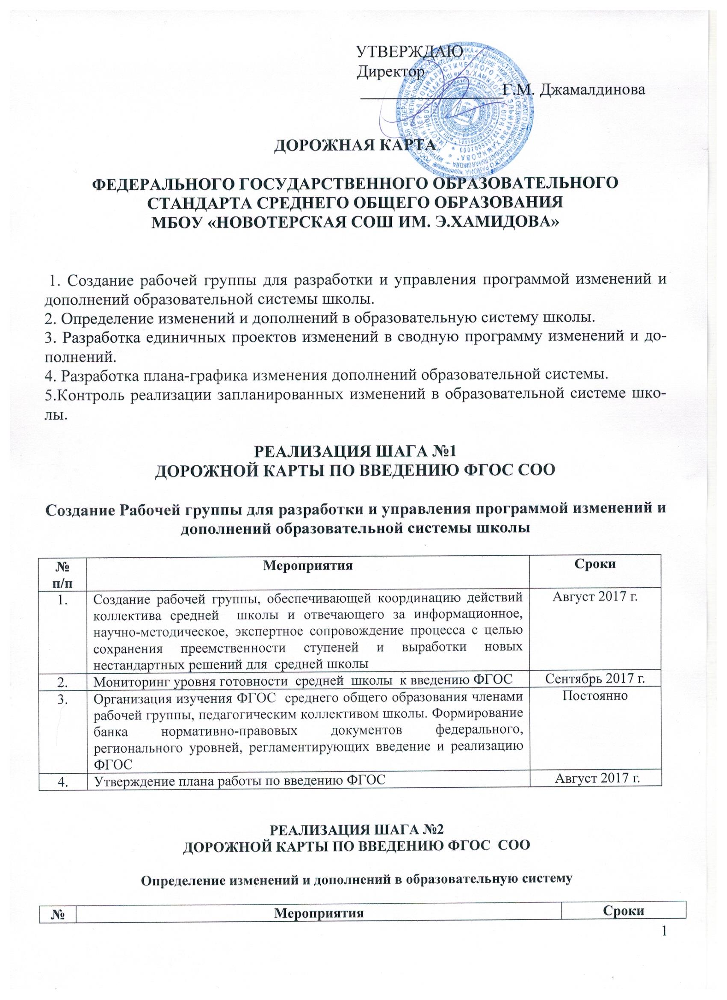 УТВЕРЖДАЮ
Директор
Г.М. Джамалдинова
ДОРОЖНАЯ КАРТА
ФЕДЕРАЛЬНОГО ГОСУДАРСТВЕННОГО ОБРАЗОВАТЕЛЬНОГО
СТАНДАРТА СРЕДНЕГО ОБЩЕГО ОБРАЗОВАНИЯ
МБОУ «НОВОТЕРСКАЯ СОШ ИМ. Э.ХАМИДОВА»
1. Создание рабочей группы для разработки и управления программой изменений и
дополнений образовательной системы школы.
2. Определение изменений и дополнений в образовательную систему школы.
3. Разработка единичных проектов изменений в сводную программу изменений и до-
полнений.
4. Разработка плана-графика изменения дополнений образовательной системы.
5.Контроль реализации запланированных изменений в образовательной системе шко-
лы.
РЕАЛИЗАЦИЯ ШАГА №1
ДОРОЖНОЙ КАРТЫ ПО ВВЕДЕНИЮ ФГОС СОО
Создание Рабочей группы для разработки и управления программой изменений и
дополнений образовательной системы школы
№ Мероприятия Сроки
п/п
1. Создание рабочей группы, обеспечивающей координацию действий Август 2017 г.
коллектива средней школы и отвечающего за информационное,
научно-методическое, экспертное сопровождение процесса с целью
сохранения преемственности ступеней и выработки новых
нестандартных решений для средней школы
2. Мониторинг уровня готовности средней школы к введению ФГОС Сентябрь 2017 г.
3. Организация изучения ФГОС среднего общего образования членами Постоянно
рабочей группы, педагогическим коллективом школы. Формирование
банка нормативно-правовых документов федерального,
регионального уровней, регламентирующих введение и реализацию
ФГОС
4. Утверждение плана работы по введению ФГОС Август 2017 г.
РЕАЛИЗАЦИЯ ШАГА №2
ДОРОЖНОЙ КАРТЫ ПО ВВЕДЕНИЮ ФГОС СОО
Определение изменений и дополнений в образовательную систему
№ Мероприятия Сроки
1